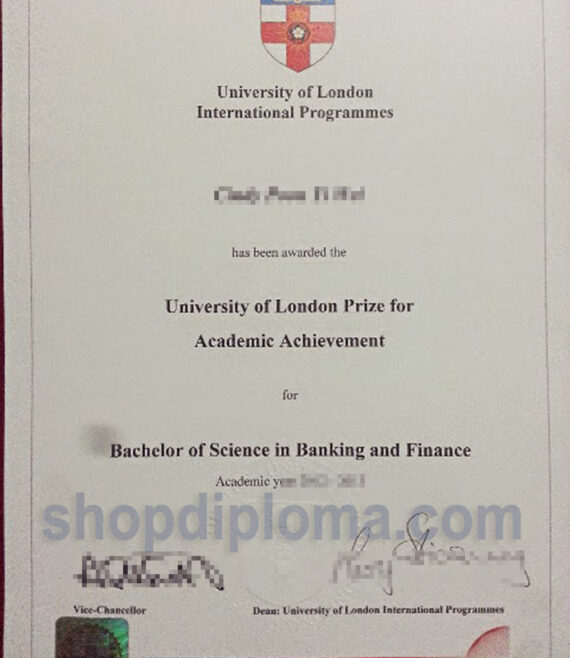 University of London
International Programmes
has been awarded the
University of London Prize for
Academic Achievement
for
Bachelor of Science in Banking and Finance
Academic
shopdiploma.com
Vice-Chancellor
Dean: University of London International Programmes